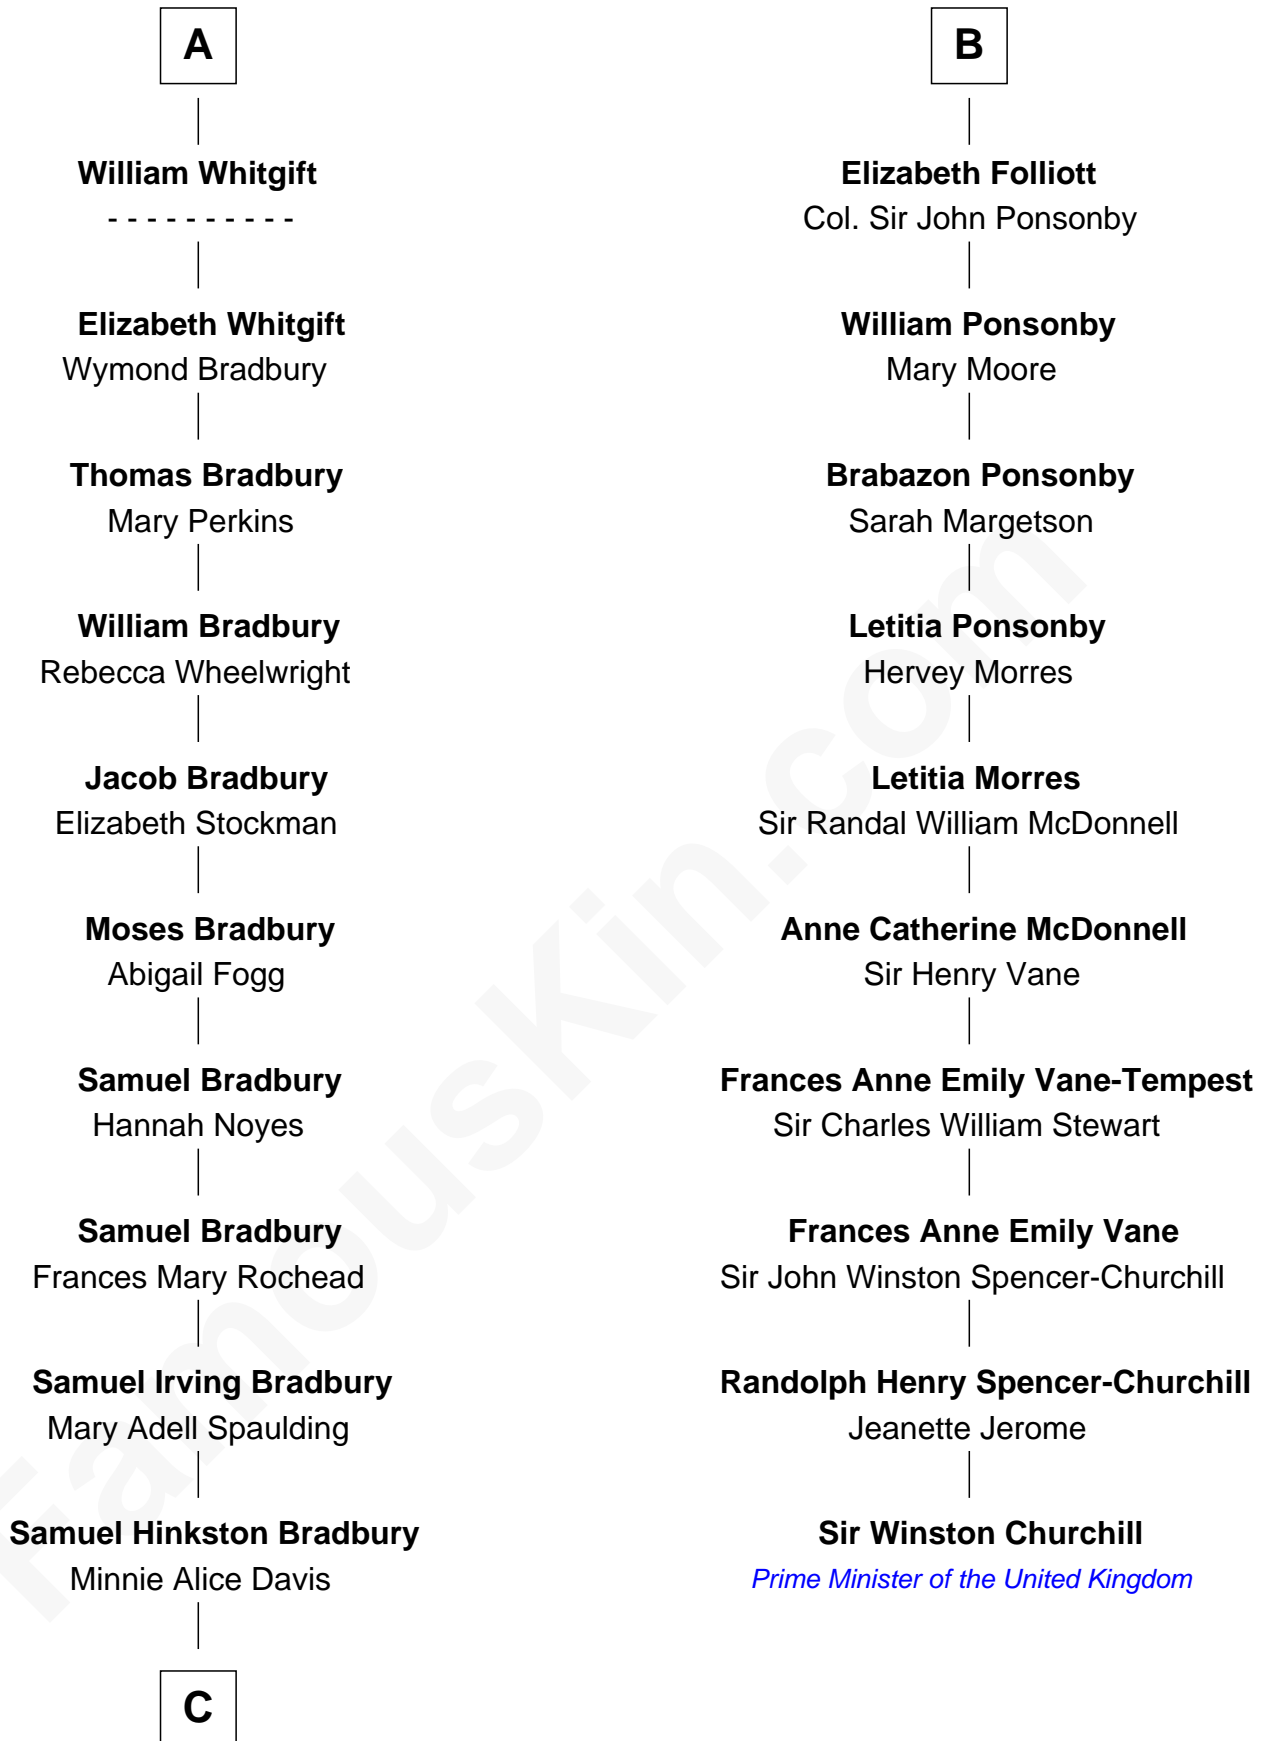 A
William Whitgift
- - - - - - - - - -
Elizabeth Whitgift
Wymond Bradbury
Thomas Bradbury
Mary Perkins
William Bradbury
Rebecca Wheelwright
Jacob Bradbury
Elizabeth Stockman
Moses Bradbury
Abigail Fogg
Samuel Bradbury
Hannah Noyes
Samuel Bradbury
Frances Mary Rochead
Samuel Irving Bradbury
Mary Adell Spaulding
Samuel Hinkston Bradbury
Minnie Alice Davis
C
B
Elizabeth Folliott
Col. Sir John Ponsonby
William Ponsonby
Mary Moore
Brabazon Ponsonby
Sarah Margetson
Letitia Ponsonby
Hervey Morres
Letitia Morres
Sir Randal William McDonnell
Anne Catherine McDonnell
Sir Henry Vane
Frances Anne Emily Vane-Tempest
Sir Charles William Stewart
Frances Anne Emily Vane
Sir John Winston Spencer-Churchill
Randolph Henry Spencer-Churchill
Jeanette Jerome
Sir Winston Churchill
Prime Minister of the United Kingdom
FamousKin.com